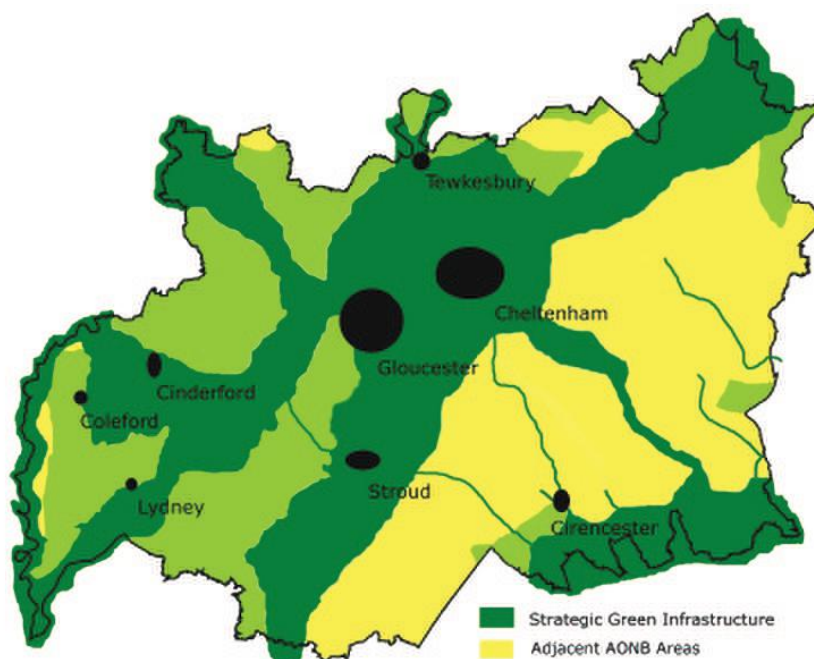 Tewkesbury
Cheltenham
Gloucester
Cinderford
Coleford
Stroud
Lydney
Cirencester
Strategic Green Infrastructure
Adjacent AONB Areas